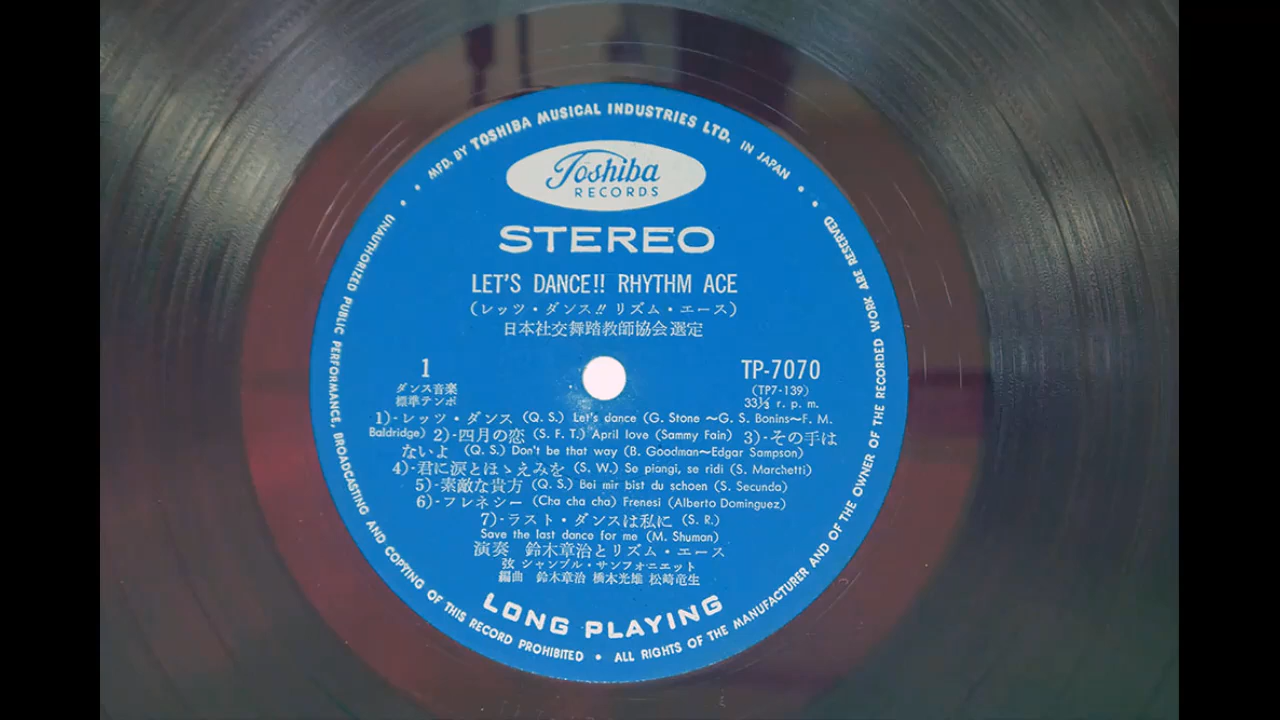 MFD. BY TOSHIBA MUSICAL INDUSTRIES LTD. IN JAPAN
Toshiba
RECORDS
STEREO
LET'S DANCE!! RHYTHM ACE
(レッツ・ダンス!! リズム・エース)
日本社交舞踏教師協会選定
1
ダンス音楽
標準テンポ
TP-7070
(TP7-139)
33⅓ r. p. m.
1)-レッツ・ダンス (Q. S.) Let's dance (G. Stone ~G. S. Bonins~F. M.
Baldridge) 2)-四月の恋 (S. F. T.) April love (Sammy Fain) 3)-その手は
ないよ (Q. S.) Don't be that way (B. Goodman~Edgar Sampson)
4)-君に涙とほゝえみを (S. W.) Se piangi, se ridi (S. Marchetti)
5)-素敵な貴方 (Q. S.) Bei mir bist du schoen (S. Secunda)
6)-フレネシー (Cha cha cha) Frenesi (Alberto Dominguez)
7)-ラスト・ダンスは私に (S. R.)
Save the last dance for me (M. Shuman)
演奏 鈴木章治とリズム・エース
弦 シャンブル・サンフォニエット
編曲 鈴木章治 橋本光雄 松崎竜生
LONG PLAYING
UNAUTHORIZED PUBLIC PERFORMANCE, BROADCASTING AND COPYING OF THIS RECORD PROHIBITED • ALL RIGHTS OF THE MANUFACTURER AND OF THE OWNER OF THE RECORDED WORK ARE RESERVED